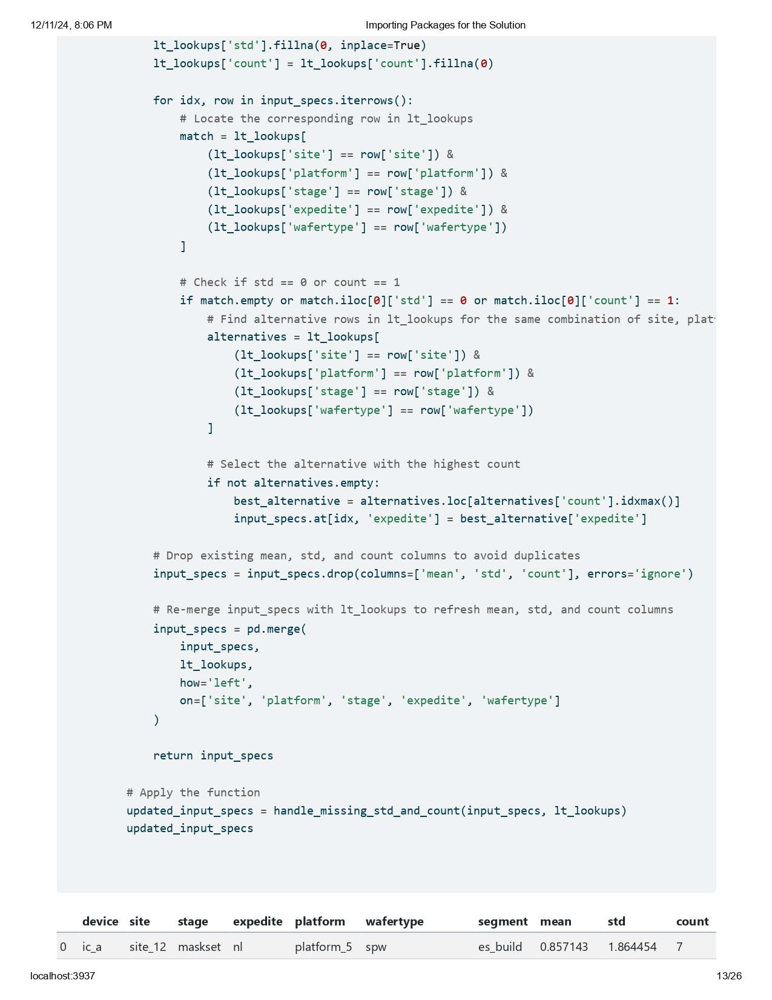 12/11/24, 8:06 PM Importing Packages for the Solution
    lt_lookups['std'].fillna(0, inplace=True)
    lt_lookups['count'] = lt_lookups['count'].fillna(0)

    for idx, row in input_specs.iterrows():
        # Locate the corresponding row in lt_lookups
        match = lt_lookups[
            (lt_lookups['site'] == row['site']) &
            (lt_lookups['platform'] == row['platform']) &
            (lt_lookups['stage'] == row['stage']) &
            (lt_lookups['expedite'] == row['expedite']) &
            (lt_lookups['wafertype'] == row['wafertype'])
        ]

        # Check if std == 0 or count == 1
        if match.empty or match.iloc[0]['std'] == 0 or match.iloc[0]['count'] == 1:
            # Find alternative rows in lt_lookups for the same combination of site, plat
            alternatives = lt_lookups[
                (lt_lookups['site'] == row['site']) &
                (lt_lookups['platform'] == row['platform']) &
                (lt_lookups['stage'] == row['stage']) &
                (lt_lookups['wafertype'] == row['wafertype'])
            ]

            # Select the alternative with the highest count
            if not alternatives.empty:
                best_alternative = alternatives.loc[alternatives['count'].idxmax()]
                input_specs.at[idx, 'expedite'] = best_alternative['expedite']

    # Drop existing mean, std, and count columns to avoid duplicates
    input_specs = input_specs.drop(columns=['mean', 'std', 'count'], errors='ignore')

    # Re-merge input_specs with lt_lookups to refresh mean, std, and count columns
    input_specs = pd.merge(
        input_specs,
        lt_lookups,
        how='left',
        on=['site', 'platform', 'stage', 'expedite', 'wafertype']
    )

    return input_specs

# Apply the function
updated_input_specs = handle_missing_std_and_count(input_specs, lt_lookups)
updated_input_specs

device site stage expedite platform wafertype segment mean std count
0 ic_a site_12 maskset nl platform_5 spw es_build 0.857143 1.864454 7
localhost:3937 13/26